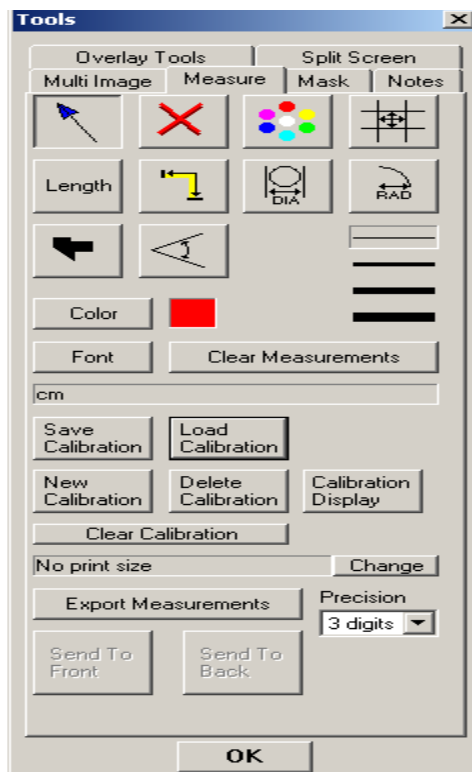 Tools
Overlay Tools Split Screen
Multi Image Measure Mask Notes
Length DIA RAD
Color
Font Clear Measurements
cm
Save Calibration Load Calibration
New Calibration Delete Calibration Calibration Display
Clear Calibration
No print size Change
Export Measurements Precision
3 digits
Send To Front Send To Back
OK